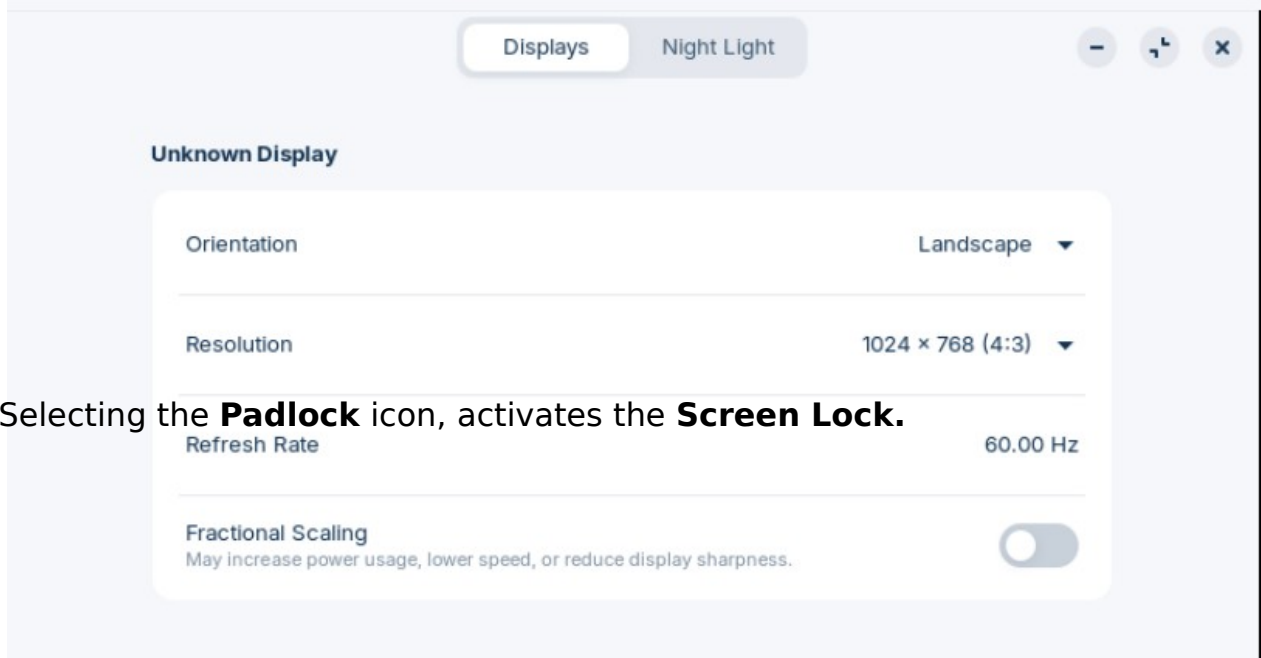 Displays Night Light
Unknown Display
Orientation Landscape
Resolution 1024 × 768 (4:3)
Selecting the Padlock icon, activates the Screen Lock.
Refresh Rate 60.00 Hz
Fractional Scaling
May increase power usage, lower speed, or reduce display sharpness.